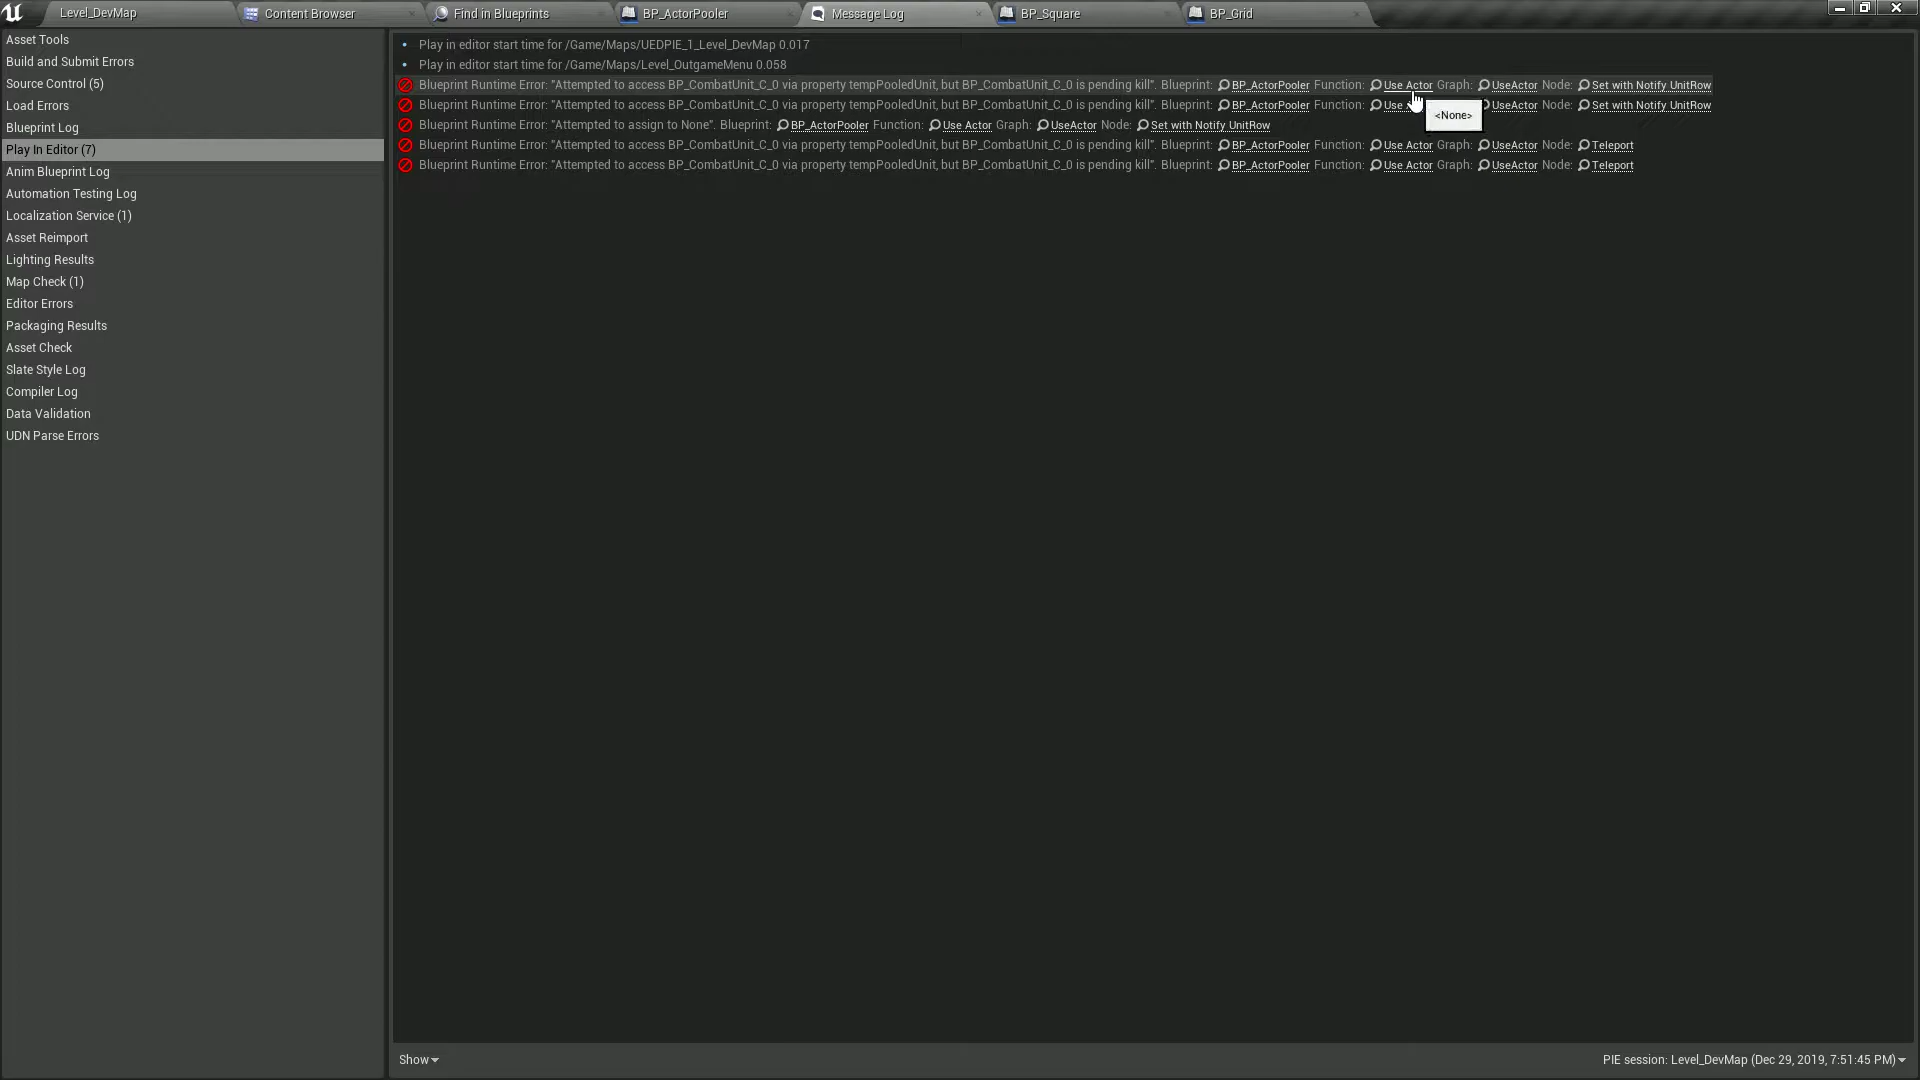 Level_DevMap
Content Browser
Find in Blueprints
BP_ActorPooler
Message Log
BP_Square
BP_Grid
Asset Tools
Build and Submit Errors
Source Control (5)
Load Errors
Blueprint Log
Play In Editor (7)
Anim Blueprint Log
Automation Testing Log
Localization Service (1)
Asset Reimport
Lighting Results
Map Check (1)
Editor Errors
Packaging Results
Asset Check
Slate Style Log
Compiler Log
Data Validation
UDN Parse Errors
• Play in editor start time for /Game/Maps/UEDPIE_1_Level_DevMap 0.017
• Play in editor start time for /Game/Maps/Level_OutgameMenu 0.058
Blueprint Runtime Error: "Attempted to access BP_CombatUnit_C_0 via property tempPooledUnit, but BP_CombatUnit_C_0 is pending kill". Blueprint: BP_ActorPooler Function: Use Actor Graph: UseActor Node: Set with Notify UnitRow
Blueprint Runtime Error: "Attempted to access BP_CombatUnit_C_0 via property tempPooledUnit, but BP_CombatUnit_C_0 is pending kill". Blueprint: BP_ActorPooler Function: Use UseActor Node: Set with Notify UnitRow
<None>
Blueprint Runtime Error: "Attempted to assign to None". Blueprint: BP_ActorPooler Function: Use Actor Graph: UseActor Node: Set with Notify UnitRow
Blueprint Runtime Error: "Attempted to access BP_CombatUnit_C_0 via property tempPooledUnit, but BP_CombatUnit_C_0 is pending kill". Blueprint: BP_ActorPooler Function: Use Actor Graph: UseActor Node: Teleport
Blueprint Runtime Error: "Attempted to access BP_CombatUnit_C_0 via property tempPooledUnit, but BP_CombatUnit_C_0 is pending kill". Blueprint: BP_ActorPooler Function: Use Actor Graph: UseActor Node: Teleport
Show
PIE session: Level_DevMap (Dec 29, 2019, 7:51:45 PM)